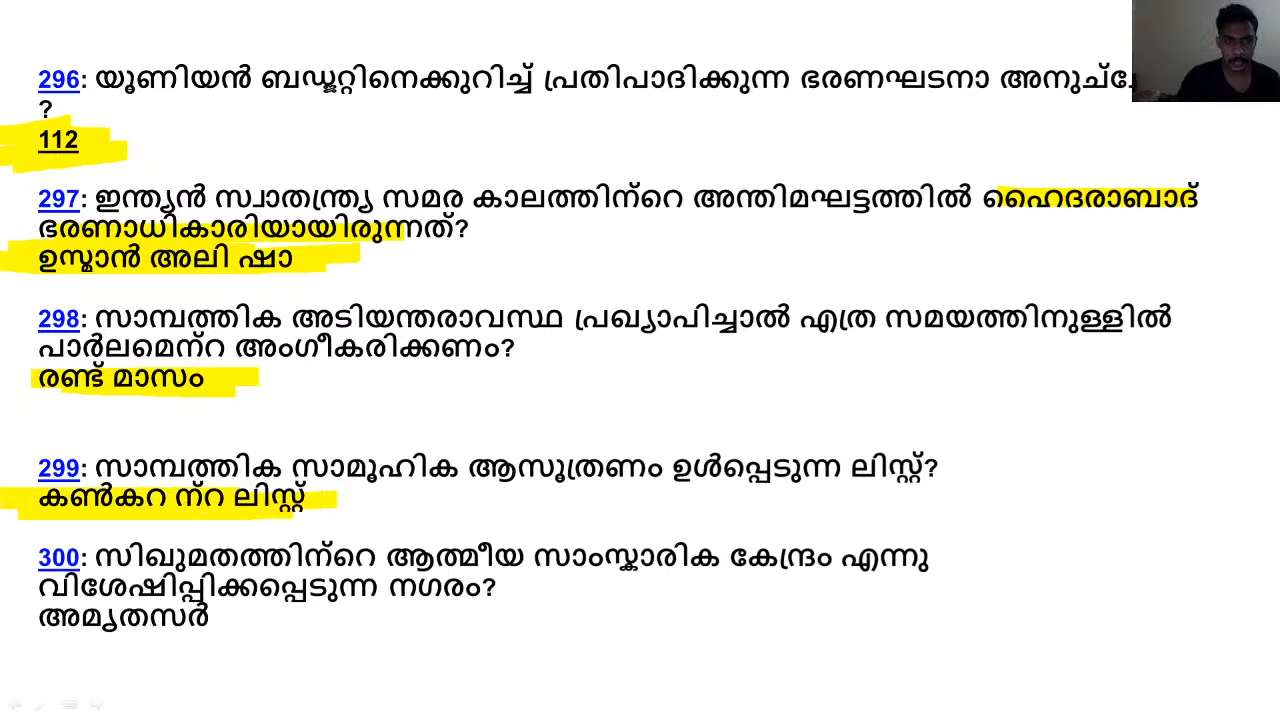 296: യൂണിയൻ ബഡ്ജറ്റിനെക്കുറിച്ച് പ്രതിപാദിക്കുന്ന ഭരണഘടനാ
?
112
297: ഇന്ത്യൻ സ്വാതന്ത്ര്യ സമര കാലത്തിന്റെ അന്തിമഘട്ടത്തിൽ ഹൈദരാബാദ്
ഭരണാധികാരിയായിരുന്നത്?
ഉസ്മാൻ അലി ഷാ
298: സാമ്പത്തിക അടിയന്തരാവസ്ഥ പ്രഖ്യാപിച്ചാൽ എത്ര സമയത്തിനുള്ളിൽ
പാർലമെന്റ അംഗീകരിക്കണം?
രണ്ട് മാസം
299: സാമ്പത്തിക സാമൂഹിക ആസൂത്രണം ഉൾപ്പെടുന്ന ലിസ്റ്റ്?
കൺകറ ന്റ ലിസ്റ്റ്
300: സിഖുമതത്തിന്റെ ആത്മീയ സാംസ്കാരിക കേന്ദ്രം എന്നു
വിശേഷിപ്പിക്കപ്പെടുന്ന നഗരം?
അമൃതസർ